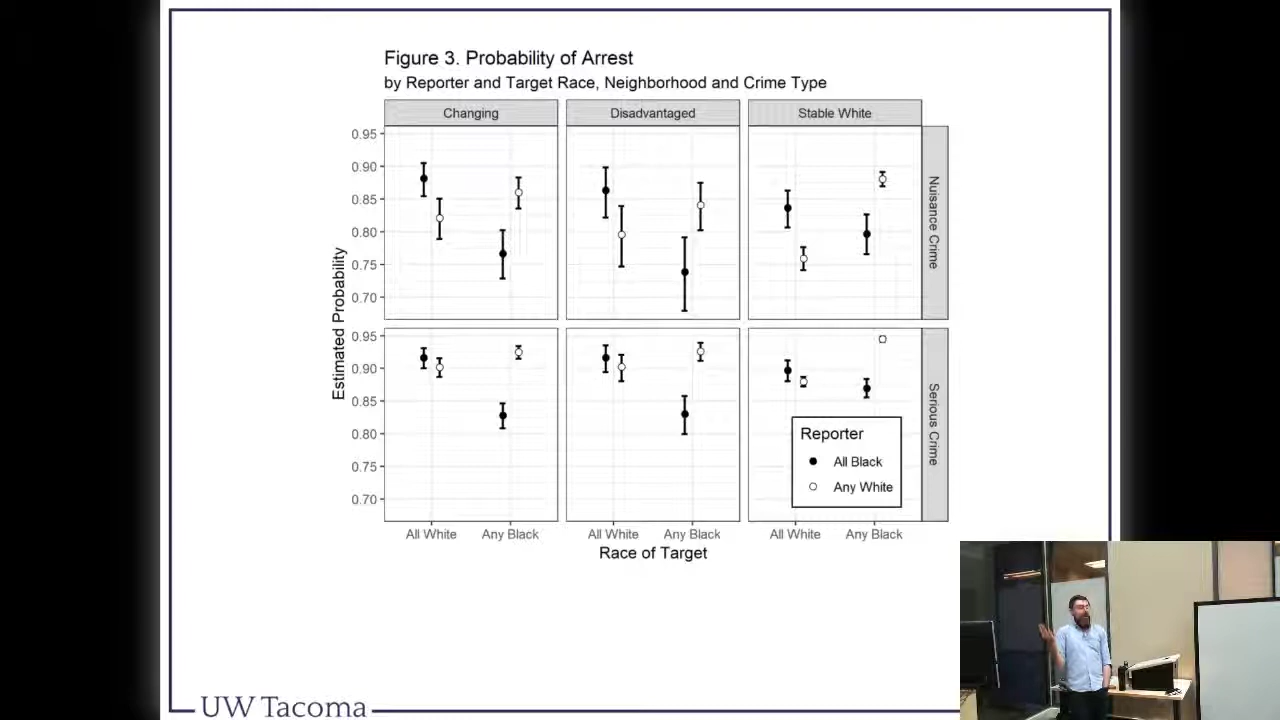 Figure 3. Probability of Arrest
by Reporter and Target Race, Neighborhood and Crime Type
Changing
Disadvantaged
Stable White
Estimated Probability
0.95
0.90
0.85
0.80
0.75
0.70
Nuisance Crime
0.95
0.90
0.85
0.80
0.75
0.70
Serious Crime
Reporter
All Black
Any White
All White
Any Black
All White
Any Black
All White
Any Black
Race of Target
UW Tacoma